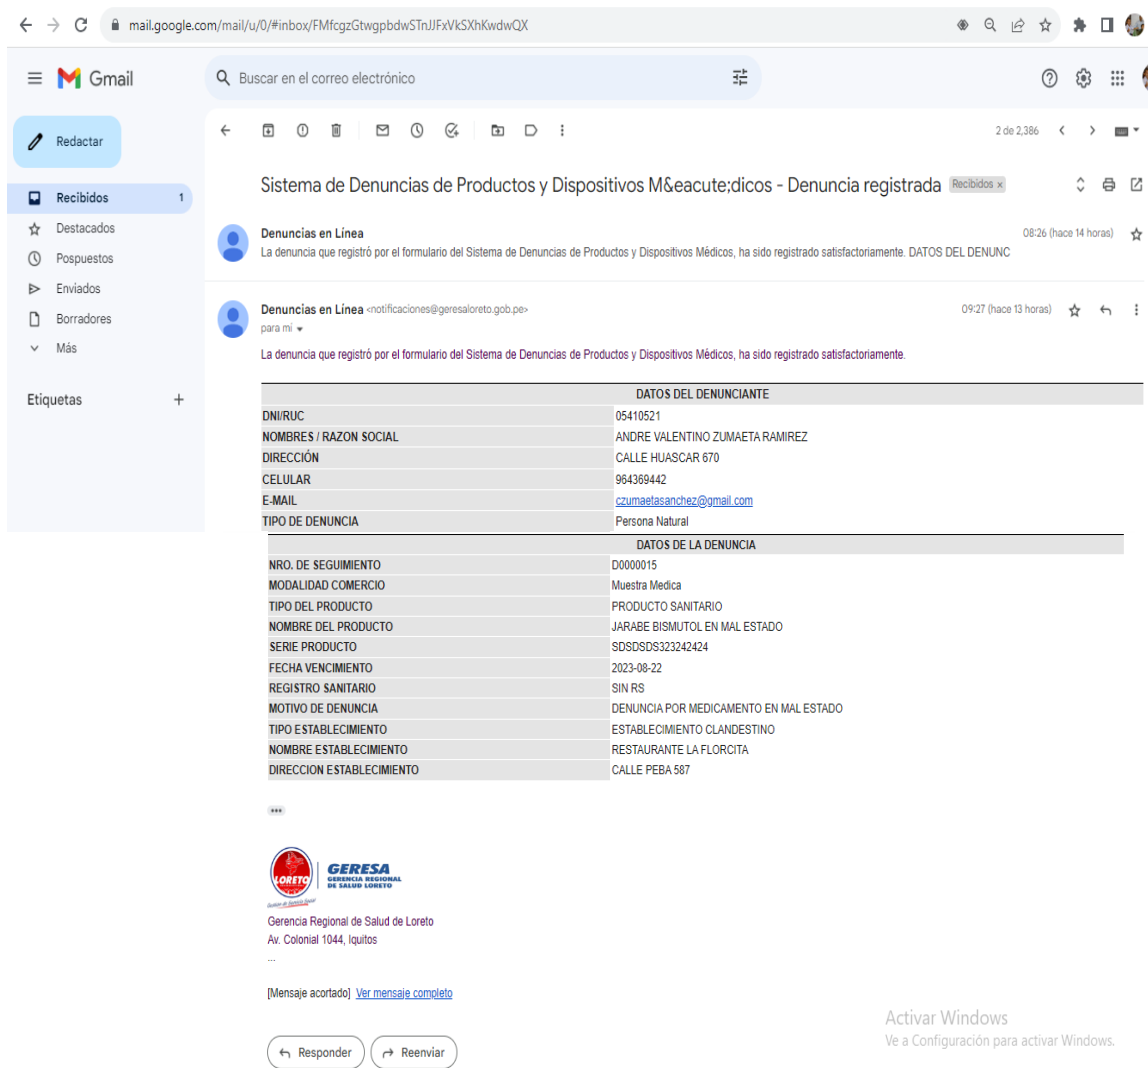 mail.google.com/mail/u/0/#inbox/FMfcgzGtwgpbdwSTnJJFxVkSXhKwdwQX
Gmail
Buscar en el correo electrónico
Redactar
2 de 2,386
Recibidos 1
Destacados
Pospuestos
Enviados
Borradores
Más
Etiquetas +
Sistema de Denuncias de Productos y Dispositivos M&eacute;dicos - Denuncia registrada Recibidos x
Denuncias en Línea 08:26 (hace 14 horas)
La denuncia que registró por el formulario del Sistema de Denuncias de Productos y Dispositivos Médicos, ha sido registrado satisfactoriamente. DATOS DEL DENUNC
Denuncias en Línea <notificaciones@geresaloreto.gob.pe> 09:27 (hace 13 horas)
para mí
La denuncia que registró por el formulario del Sistema de Denuncias de Productos y Dispositivos Médicos, ha sido registrado satisfactoriamente.
DATOS DEL DENUNCIANTE
DNI/RUC 05410521
NOMBRES / RAZON SOCIAL ANDRE VALENTINO ZUMAETA RAMIREZ
DIRECCIÓN CALLE HUASCAR 670
CELULAR 964369442
E-MAIL czumaetasanchez@gmail.com
TIPO DE DENUNCIA Persona Natural
DATOS DE LA DENUNCIA
NRO. DE SEGUIMIENTO D0000015
MODALIDAD COMERCIO Muestra Medica
TIPO DEL PRODUCTO PRODUCTO SANITARIO
NOMBRE DEL PRODUCTO JARABE BISMUTOL EN MAL ESTADO
SERIE PRODUCTO SDSDSDS323242424
FECHA VENCIMIENTO 2023-08-22
REGISTRO SANITARIO SIN RS
MOTIVO DE DENUNCIA DENUNCIA POR MEDICAMENTO EN MAL ESTADO
TIPO ESTABLECIMIENTO ESTABLECIMIENTO CLANDESTINO
NOMBRE ESTABLECIMIENTO RESTAURANTE LA FLORCITA
DIRECCION ESTABLECIMIENTO CALLE PEBA 587
LORETO
GERESA
GERENCIA REGIONAL
DE SALUD LORETO
Gerencia Regional de Salud de Loreto
Av. Colonial 1044, Iquitos
...
[Mensaje acortado] Ver mensaje completo
Activar Windows
Ve a Configuración para activar Windows.
Responder Reenviar